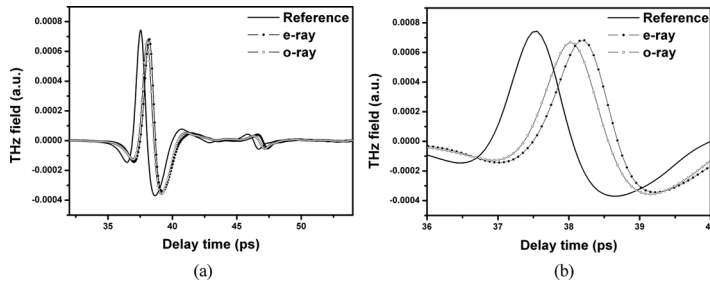 Reference
e-ray
o-ray
THz field (a.u.)
0.0008
0.0006
0.0004
0.0002
0.0000
-0.0002
-0.0004
35
40
45
50
Delay time (ps)
(a)
Reference
e-ray
o-ray
THz field (a.u.)
0.0008
0.0006
0.0004
0.0002
0.0000
-0.0002
-0.0004
36
37
38
39
Delay time (ps)
(b)